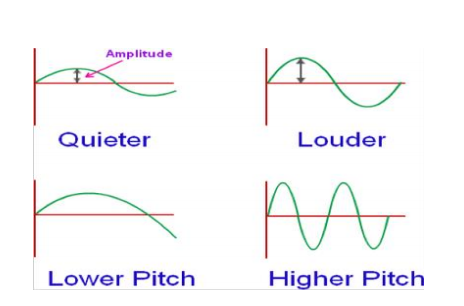 Amplitude
Quieter
Louder
Lower Pitch
Higher Pitch